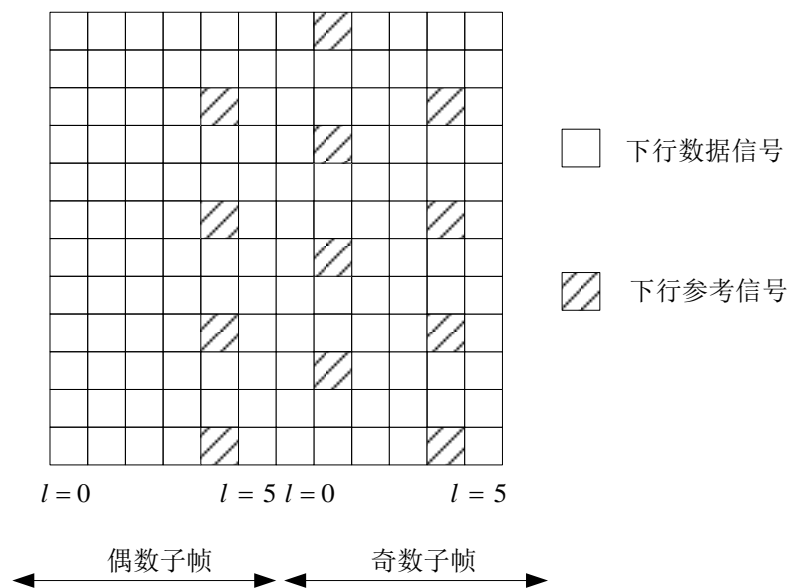 下行数据信号
下行参考信号
l = 0 l = 5 l = 0 l = 5
偶数子帧 奇数子帧